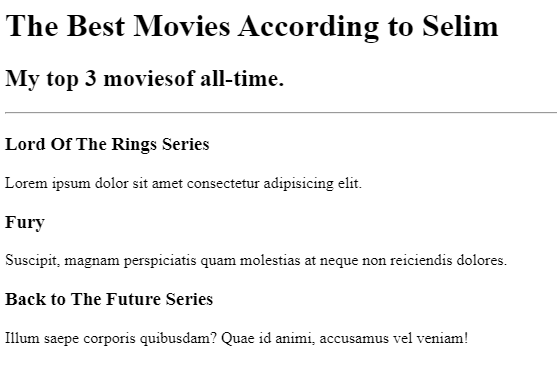 The Best Movies According to Selim
My top 3 moviesof all-time.
Lord Of The Rings Series
Lorem ipsum dolor sit amet consectetur adipisicing elit.
Fury
Suscipit, magnam perspiciatis quam molestias at neque non reiciendis dolores.
Back to The Future Series
Illum saepe corporis quibusdam? Quae id animi, accusamus vel veniam!